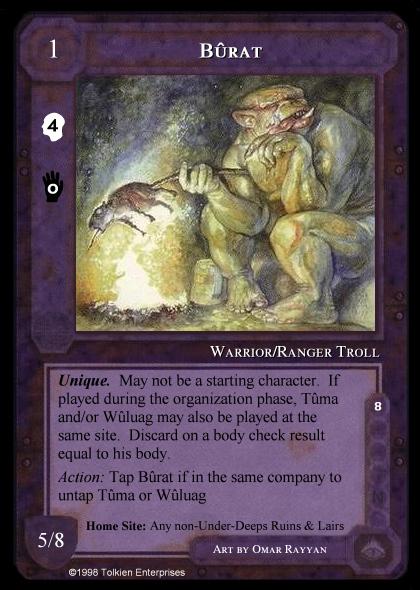 1
BÛRAT
4
0
WARRIOR/RANGER TROLL
Unique. May not be a starting character. If
played during the organization phase, Tûma
and/or Wûluag may also be played at the
same site. Discard on a body check result
equal to his body.
8
Action: Tap Bûrat if in the same company to
untap Tûma or Wûluag
Home Site: Any non-Under-Deeps Ruins & Lairs
5/8
ART BY OMAR RAYYAN
©1998 Tolkien Enterprises